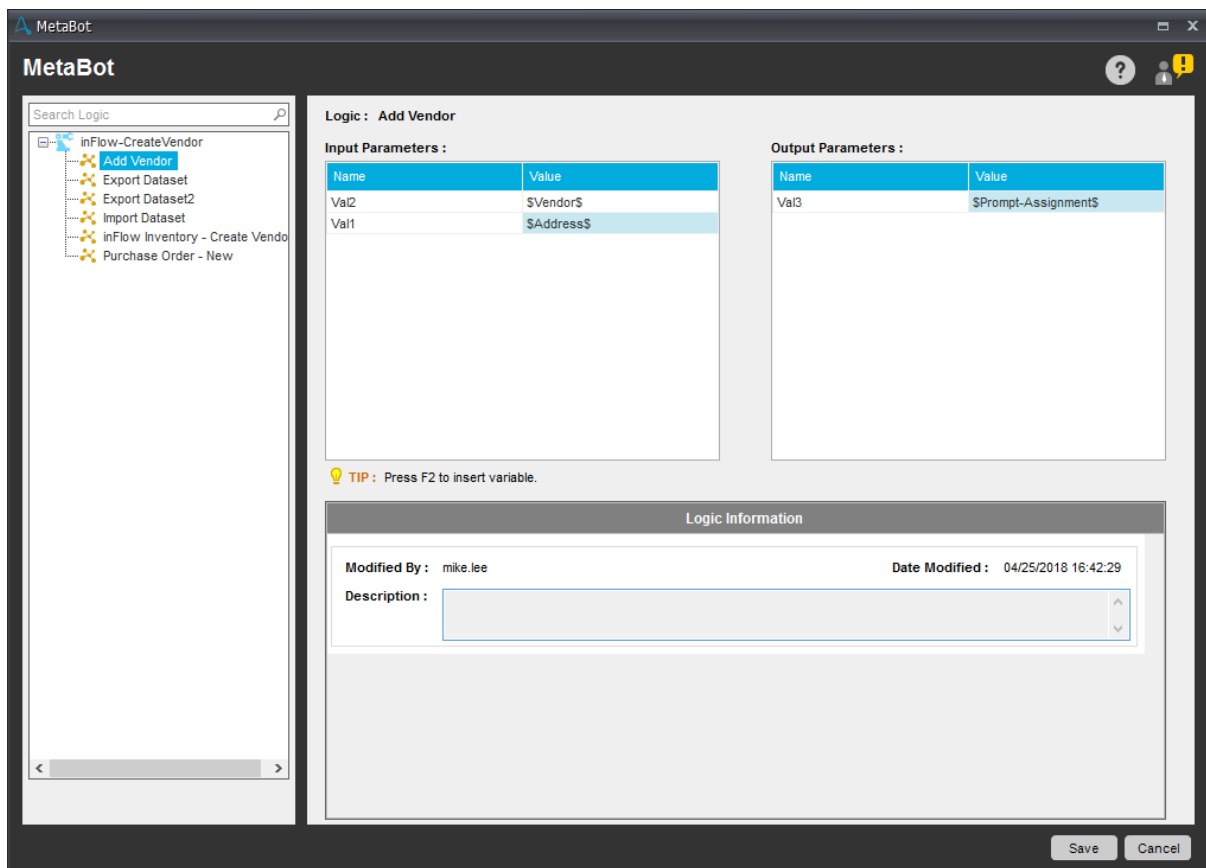 MetaBot
MetaBot
Search Logic
inFlow-CreateVendor
Add Vendor
Export Dataset
Export Dataset2
Import Dataset
inFlow Inventory - Create Vendo
Purchase Order - New
Logic : Add Vendor
Input Parameters :
Name Value
Val2 $Vendor$
Val1 $Address$
Output Parameters :
Name Value
Val3 $Prompt-Assignment$
TIP : Press F2 to insert variable.
Logic Information
Modified By : mike.lee Date Modified : 04/25/2018 16:42:29
Description :
Save Cancel